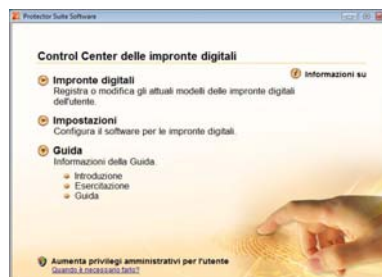 Protector Suite Software
Control Center delle impronte digitali
Informazioni su
Impronte digitali
Registra o modifica gli attuali modelli delle impronte digitali
dell'utente.
Impostazioni
Configura il software per le impronte digitali.
Guida
Informazioni della Guida.
Introduzione
Esercitazione
Guida
Aumenta privilegi amministrativi per l'utente
Quando è necessario farlo?